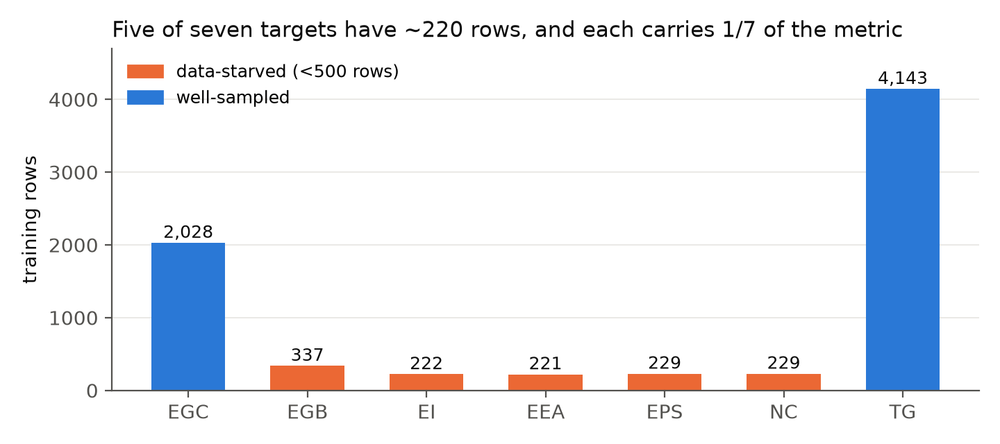 Five of seven targets have ~220 rows, and each carries 1/7 of the metric
data-starved (<500 rows)
well-sampled
training rows
4000
3000
2000
1000
0
2,028
337
222
221
229
229
4,143
EGC
EGB
EI
EEA
EPS
NC
TG